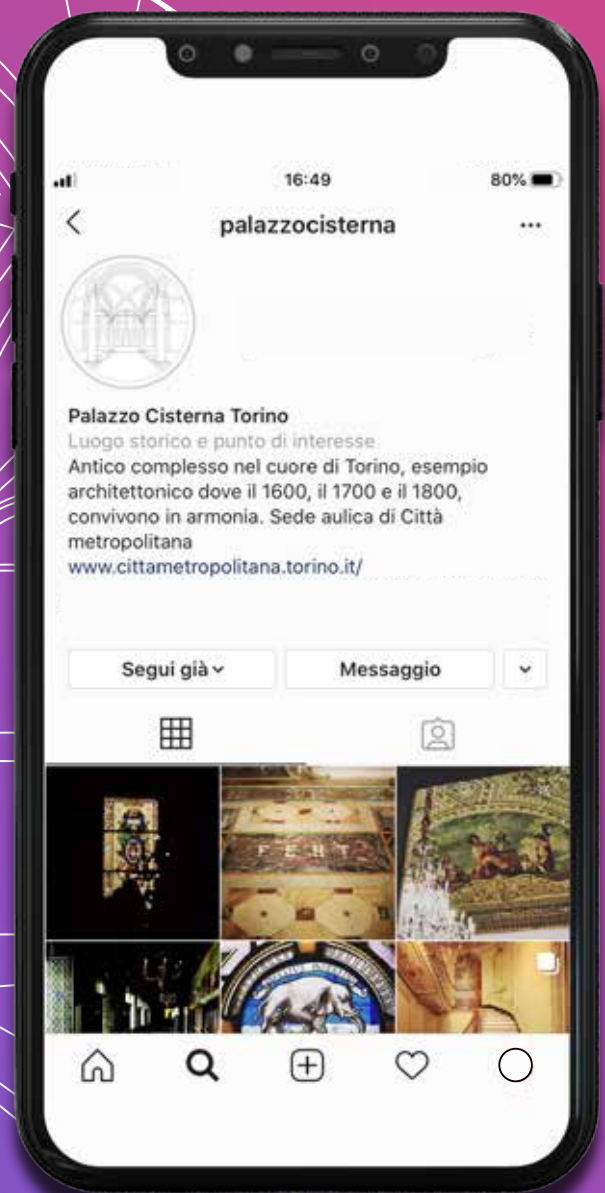 16:49
80%
palazzocisterna
Palazzo Cisterna Torino
Luogo storico e punto di interesse
Antico complesso nel cuore di Torino, esempio
architettonico dove il 1600, il 1700 e il 1800,
convivono in armonia. Sede aulica di Città
metropolitana
www.cittametropolitana.torino.it/
Segui già
Messaggio
FERT